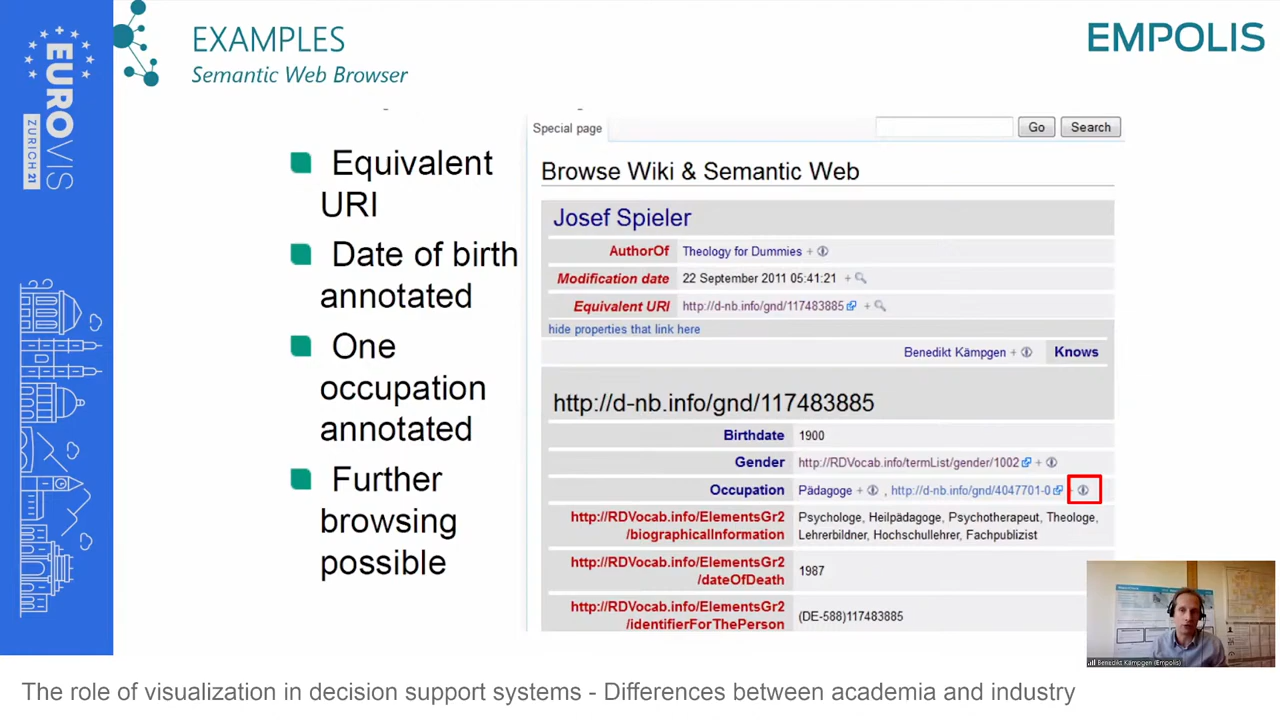 EUROVIS
ZURICH 21
EXAMPLES
Semantic Web Browser
EMPOLIS
Equivalent
URI
Date of birth
annotated
One
occupation
annotated
Further
browsing
possible
Special page
Go
Search
Browse Wiki & Semantic Web
Josef Spieler
AuthorOf Theology for Dummies +
Modification date 22 September 2011 05:41:21 +
Equivalent URI http://d-nb.info/gnd/117483885 +
hide properties that link here
Benedikt Kämpgen + Knows
http://d-nb.info/gnd/117483885
Birthdate 1900
Gender http://RDVocab.info/termList/gender/1002 +
Occupation Pädagoge + , http://d-nb.info/gnd/4047701-0 +
http://RDVocab.info/ElementsGr2
/biographicalInformation
Psychologe, Heilpädagoge, Psychotherapeut, Theologe,
Lehrerbildner, Hochschullehrer, Fachpublizist
http://RDVocab.info/ElementsGr2
/dateOfDeath
1987
http://RDVocab.info/ElementsGr2
/identifierForThePerson
(DE-588)117483885
Benedikt Kämpgen (Empolis)
The role of visualization in decision support systems - Differences between academia and industry